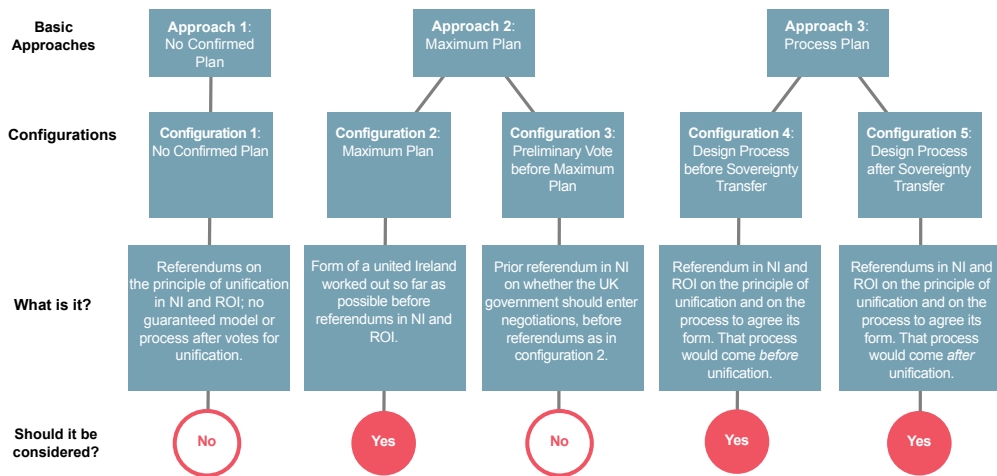 Basic
Approaches
Approach 1:
No Confirmed
Plan
Approach 2:
Maximum Plan
Approach 3:
Process Plan
Configurations
Configuration 1:
No Confirmed Plan
Configuration 2:
Maximum Plan
Configuration 3:
Preliminary Vote
before Maximum
Plan
Configuration 4:
Design Process
before Sovereignty
Transfer
Configuration 5:
Design Process
after Sovereignty
Transfer
What is it?
Referendums on
the principle of unification
in NI and ROI; no
guaranteed model or
process after votes for
unification.
Form of a united Ireland
worked out so far as
possible before
referendums in NI and
ROI.
Prior referendum in NI
on whether the UK
government should enter
negotiations, before
referendums as in
configuration 2.
Referendum in NI and
ROI on the principle of
unification and on the
process to agree its
form. That process
would come before
unification.
Referendums in NI and
ROI on the principle of
unification and on the
process to agree its
form. That process
would come after
unification.
Should it be
considered?
No
Yes
No
Yes
Yes